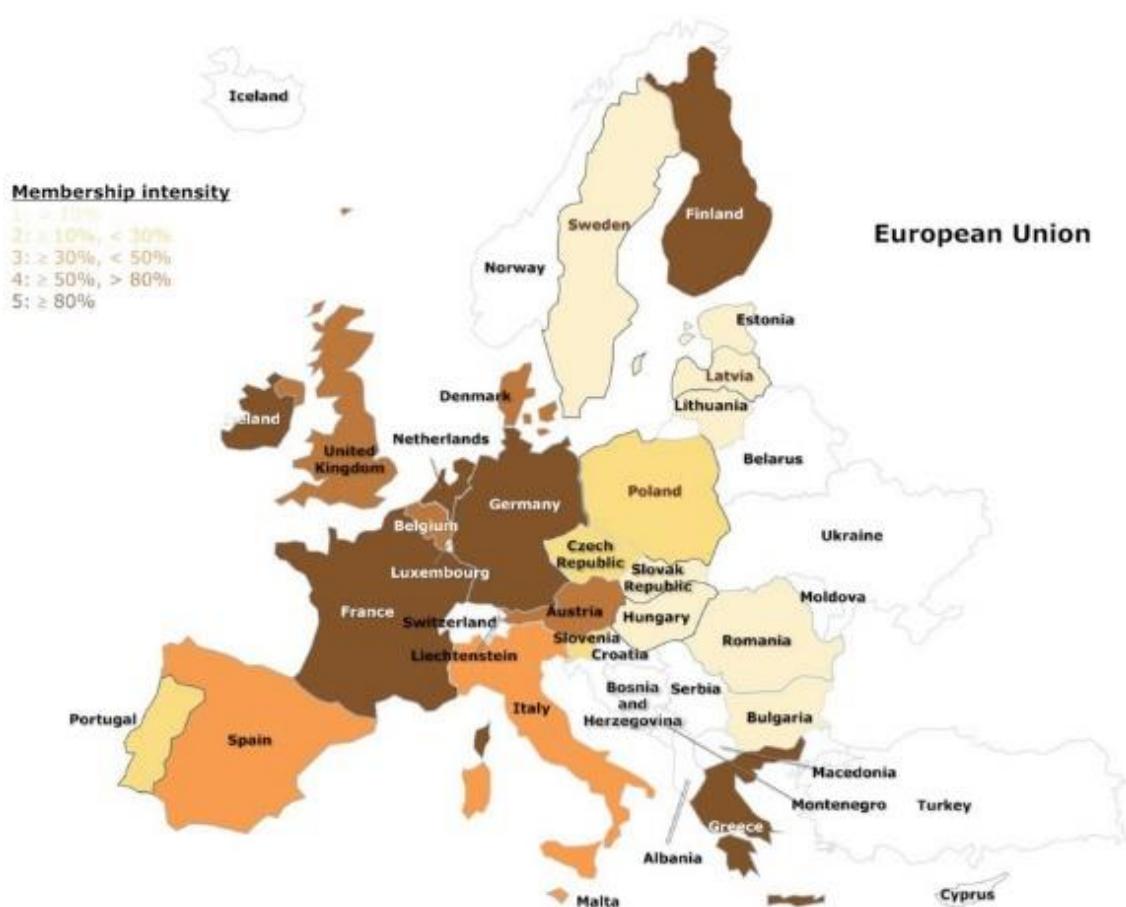 Iceland
Membership intensity
2: ≥ 10%, < 30%
3: ≥ 30%, < 50%
4: ≥ 50%, > 80%
5: ≥ 80%
European Union
Finland
Sweden
Norway
Estonia
Latvia
Lithuania
Denmark
Ireland
Netherlands
United
Kingdom
Belarus
Poland
Germany
Belgium
Ukraine
Czech
Republic
Slovak
Republic
Luxembourg
Moldova
France
Austria
Switzerland
Hungary
Slovenia
Romania
Liechtenstein
Croatia
Bosnia
and
Herzegovina
Serbia
Italy
Portugal
Bulgaria
Spain
Macedonia
Montenegro
Turkey
Greece
Albania
Cyprus
Malta